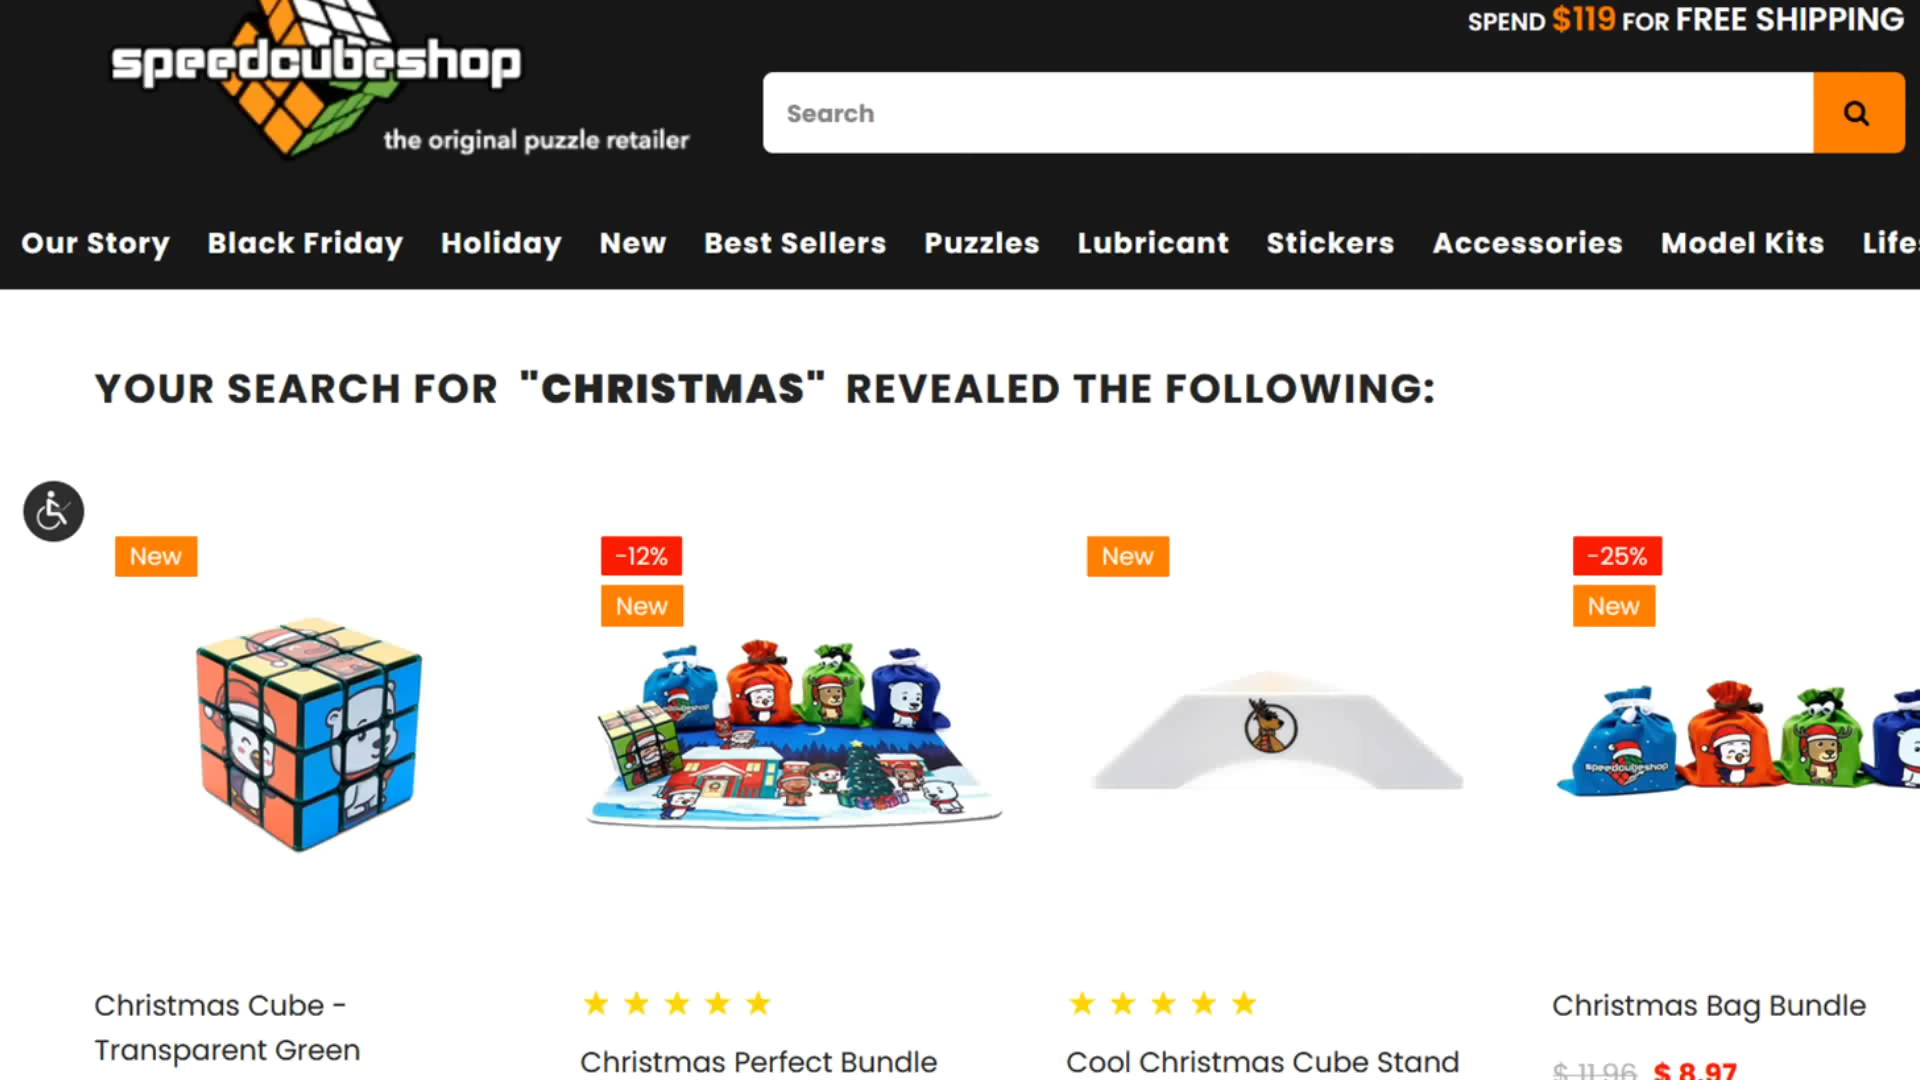 SPEND $119 FOR FREE SHIPPING
speedcubeshop
the original puzzle retailer
Search
Our Story Black Friday Holiday New Best Sellers Puzzles Lubricant Stickers Accessories Model Kits Life
YOUR SEARCH FOR "CHRISTMAS" REVEALED THE FOLLOWING:
New -12% New -25%
New New
speedcubeshop
Christmas Cube -
Transparent Green
Christmas Perfect Bundle
Cool Christmas Cube Stand
Christmas Bag Bundle
$ 11.96 $ 8.97